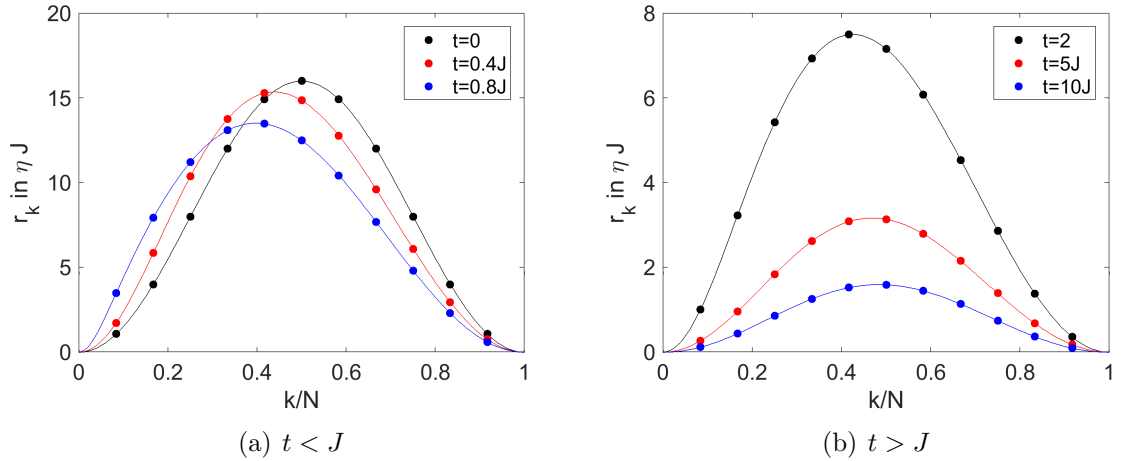 r_k in η J
20
15
10
5
0
t=0
t=0.4J
t=0.8J
0 0.2 0.4 0.6 0.8 1
k/N
(a) t < J
r_k in η J
8
6
4
2
0
t=2
t=5J
t=10J
0 0.2 0.4 0.6 0.8 1
k/N
(b) t > J